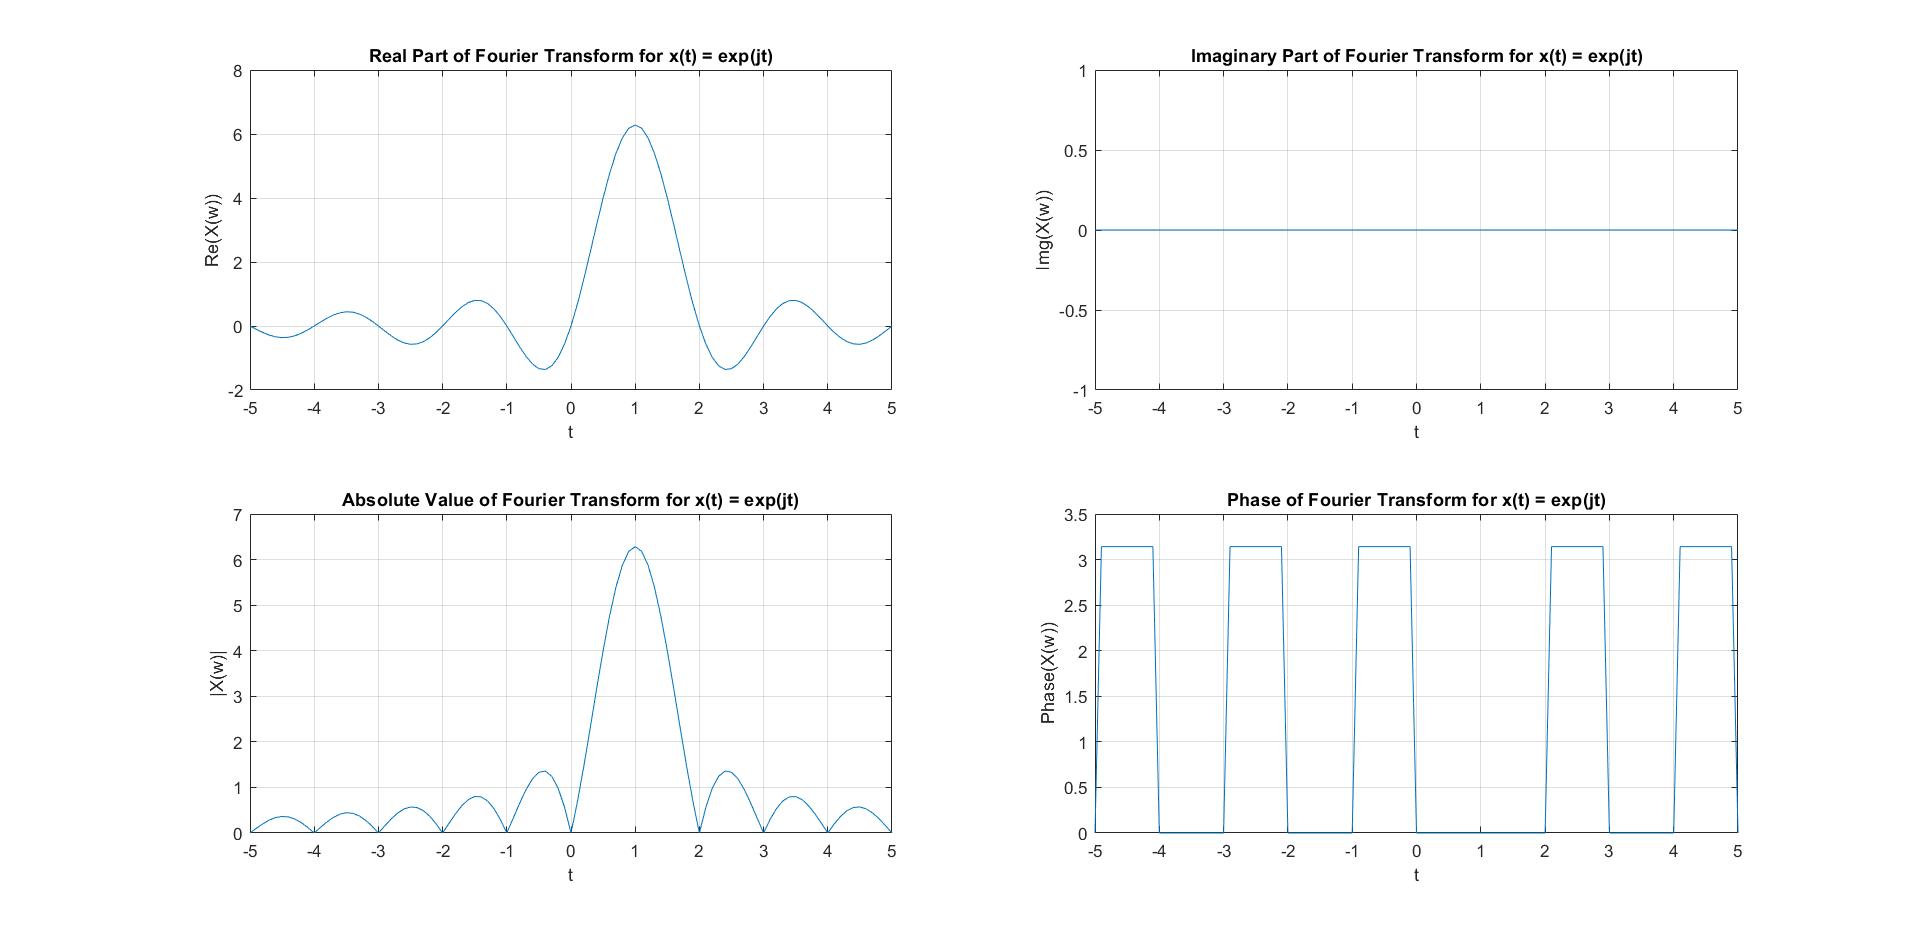 Real Part of Fourier Transform for x(t) = exp(jt)
8
6
4
2
0
-2
Re(X(w))
-5 -4 -3 -2 -1 0 1 2 3 4 5
t
Imaginary Part of Fourier Transform for x(t) = exp(jt)
1
0.5
0
-0.5
-1
Img(X(w))
-5 -4 -3 -2 -1 0 1 2 3 4 5
t
Absolute Value of Fourier Transform for x(t) = exp(jt)
7
6
5
4
3
2
1
0
|X(w)|
-5 -4 -3 -2 -1 0 1 2 3 4 5
t
Phase of Fourier Transform for x(t) = exp(jt)
3.5
3
2.5
2
1.5
1
0.5
0
Phase(X(w))
-5 -4 -3 -2 -1 0 1 2 3 4 5
t